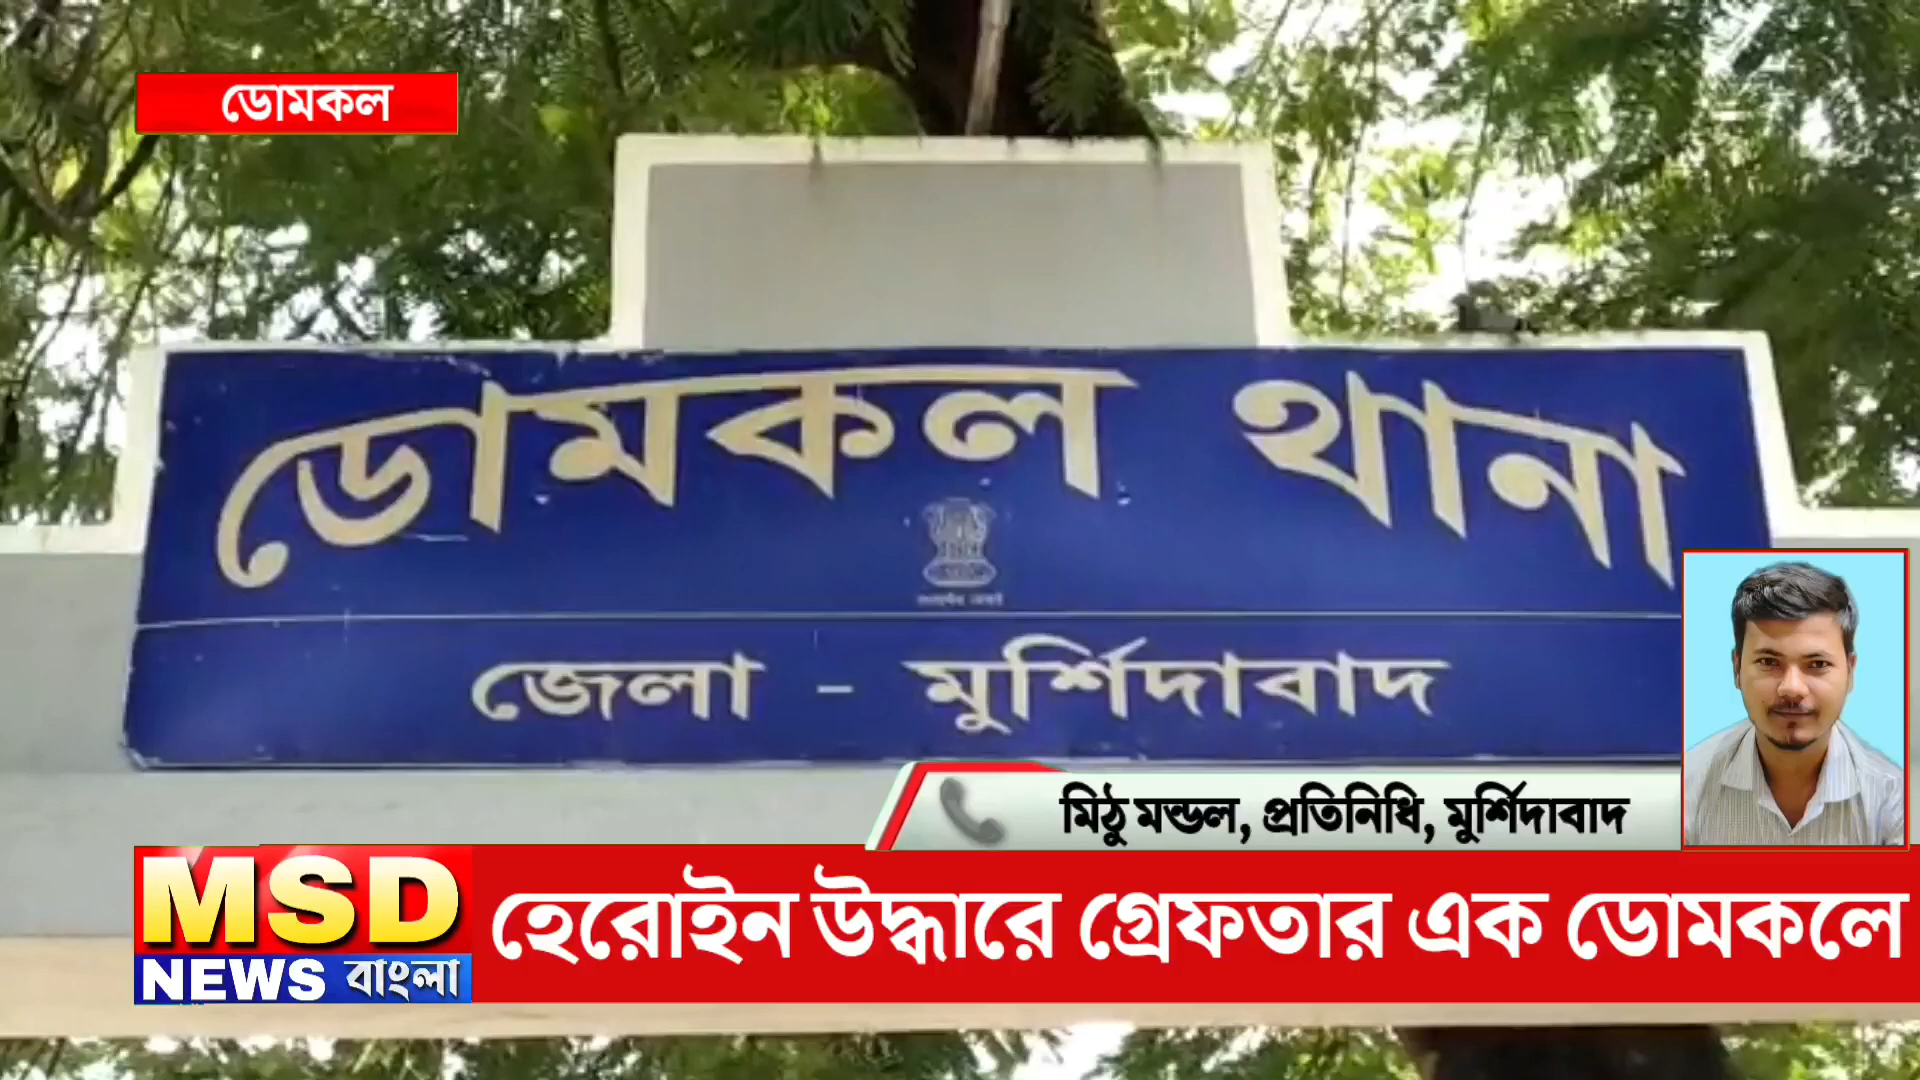 ডোমকল
ডোমকল থানা
জেলা - মুর্শিদাবাদ
মিঠু মন্ডল, প্রতিনিধি, মুর্শিদাবাদ
MSD
NEWS বাংলা
হেরোইন উদ্ধারে গ্রেফতার এক ডোমকলে